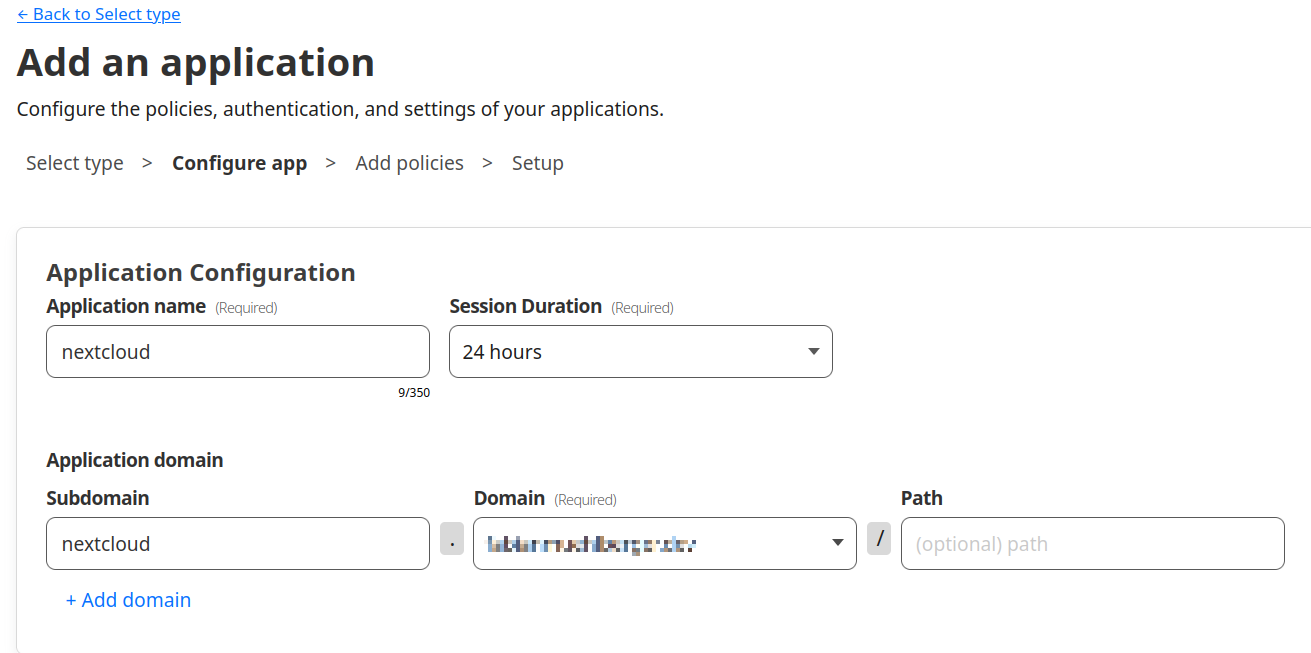 ← Back to Select type
Add an application
Configure the policies, authentication, and settings of your applications.
Select type > Configure app > Add policies > Setup
Application Configuration
Application name (Required) Session Duration (Required)
nextcloud 24 hours
9/350
Application domain
Subdomain Domain (Required) Path
nextcloud . / (optional) path
+ Add domain